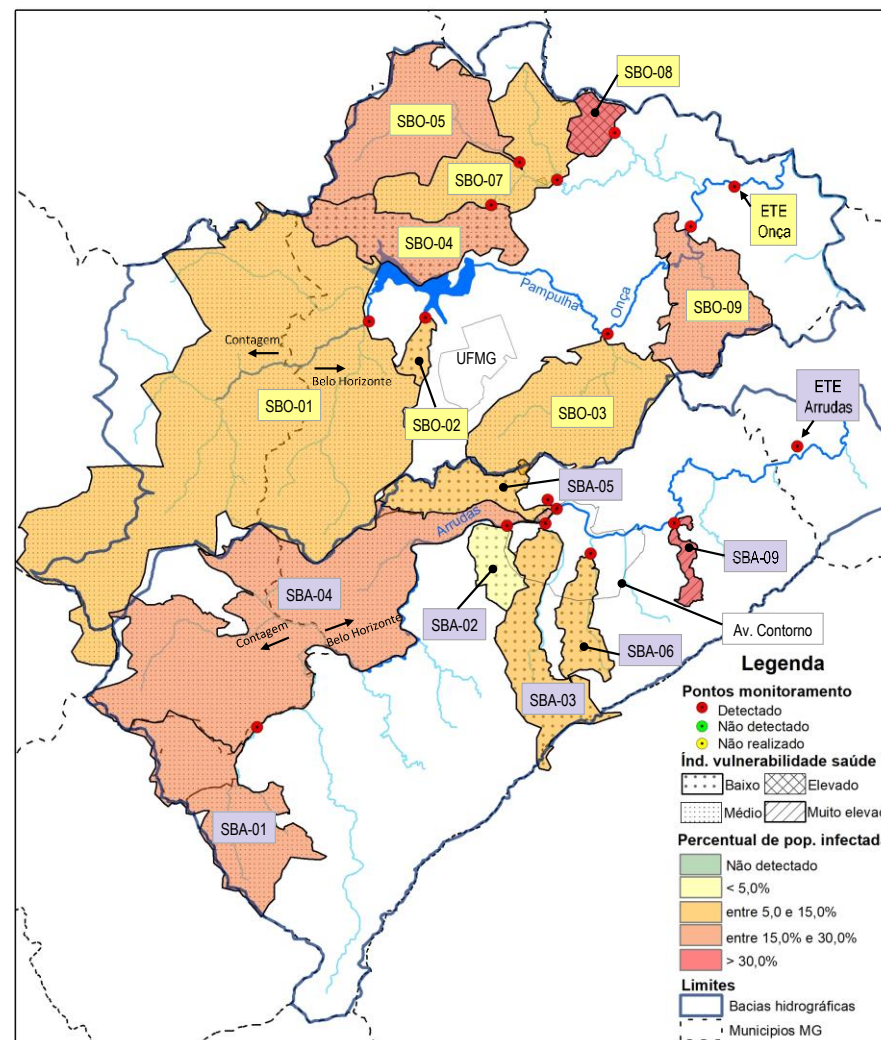 SBO-08
SBO-05
SBO-07
ETE
Onça
SBO-04
Pampulha
Onça
SBO-09
Contagem
UFMG
Belo Horizonte
ETE
Arrudas
SBO-01
SBO-02
SBO-03
SBA-05
Arrudas
SBA-09
SBA-04
Contagem
Belo Horizonte
SBA-02
Av. Contorno
SBA-06
SBA-03
SBA-01
Legenda
Pontos monitoramento
Detectado
Não detectado
Não realizado
Índ. vulnerabilidade saúde
Baixo Elevado
Médio Muito eleva
Percentual de pop. infectada
Não detectado
< 5,0%
entre 5,0 e 15,0%
entre 15,0% e 30,0%
> 30,0%
Limites
Bacias hidrográficas
Municipios MG